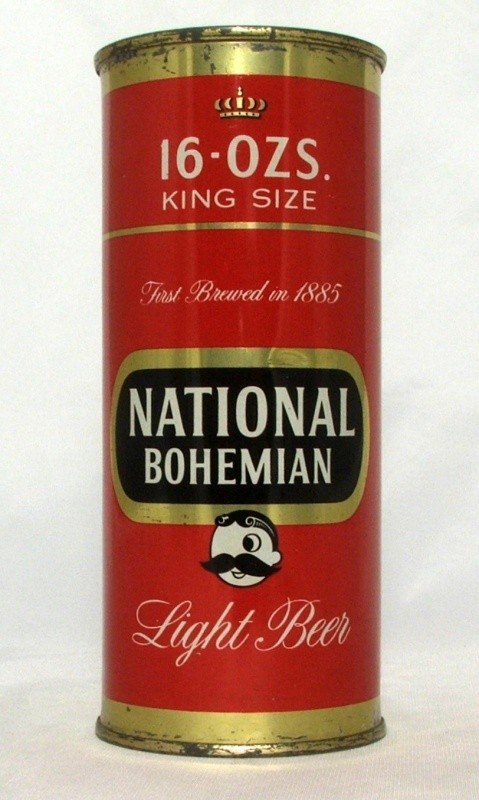 16-OZS.
KING SIZE
First Brewed in 1885
NATIONAL
BOHEMIAN
Light Beer